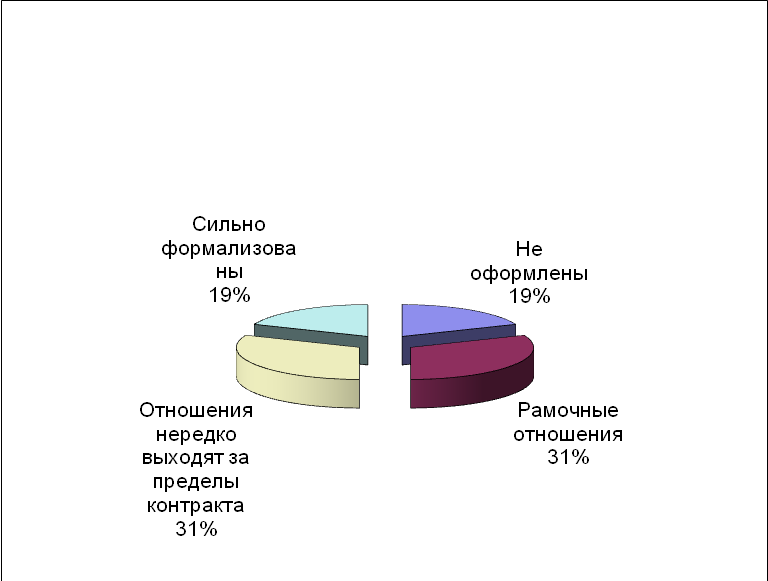 Сильно
формализова
ны
19%
Не
оформлены
19%
Отношения
нередко
выходят за
пределы
контракта
31%
Рамочные
отношения
31%